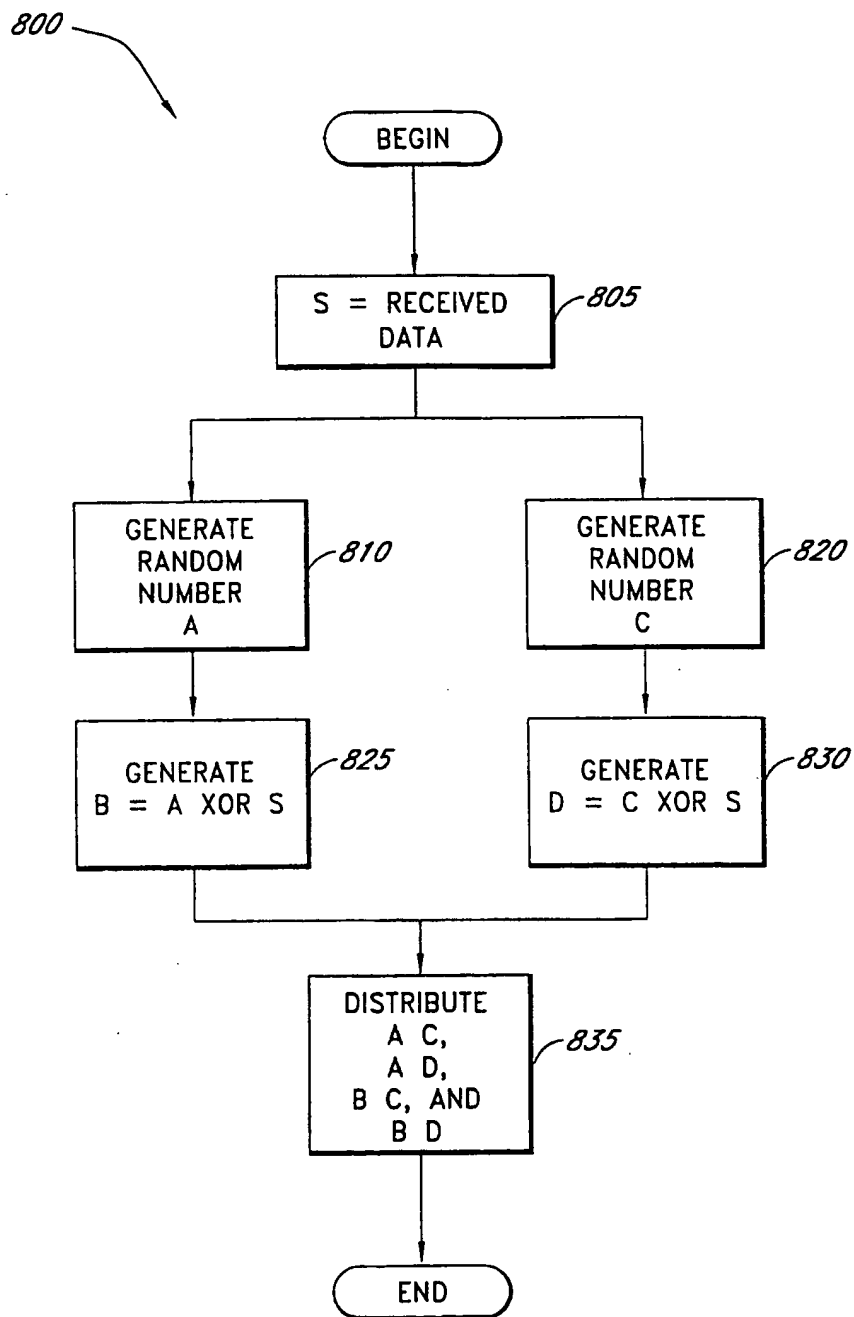 800
BEGIN
S = RECEIVED
DATA
805
GENERATE
RANDOM
NUMBER
A
810
GENERATE
RANDOM
NUMBER
C
820
GENERATE
B = A XOR S
825
GENERATE
D = C XOR S
830
DISTRIBUTE
A C,
A D,
B C, AND
B D
835
END